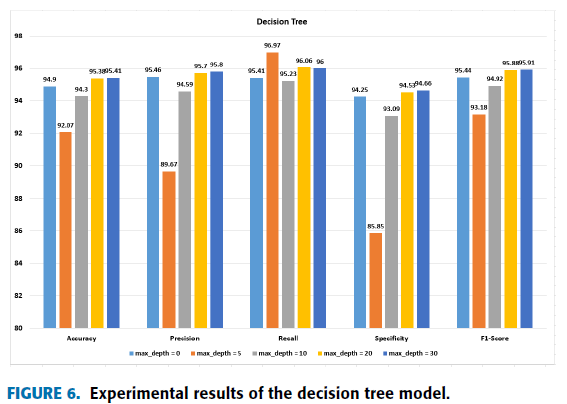 Decision Tree
98
96
94
92
90
88
86
84
82
80
94.9
92.07
94.3
95.38
95.41
95.46
89.67
94.59
95.7
95.8
95.41
96.97
95.23
96.06
96
94.25
85.85
93.09
94.53
94.66
95.44
93.18
94.92
95.88
95.91
Accuracy
Precision
Recall
Specificity
F1-Score
max_depth = 0
max_depth = 5
max_depth = 10
max_depth = 20
max_depth = 30
FIGURE 6. Experimental results of the decision tree model.